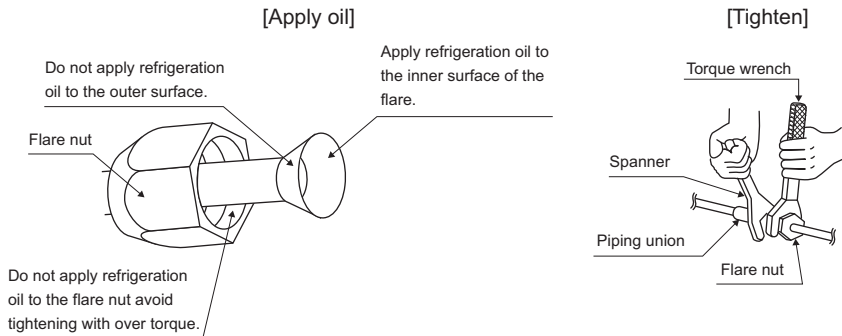 [Apply oil]
Do not apply refrigeration
oil to the outer surface.
Apply refrigeration oil to
the inner surface of the
flare.
Flare nut
Do not apply refrigeration
oil to the flare nut avoid
tightening with over torque.
[Tighten]
Torque wrench
Spanner
Piping union
Flare nut